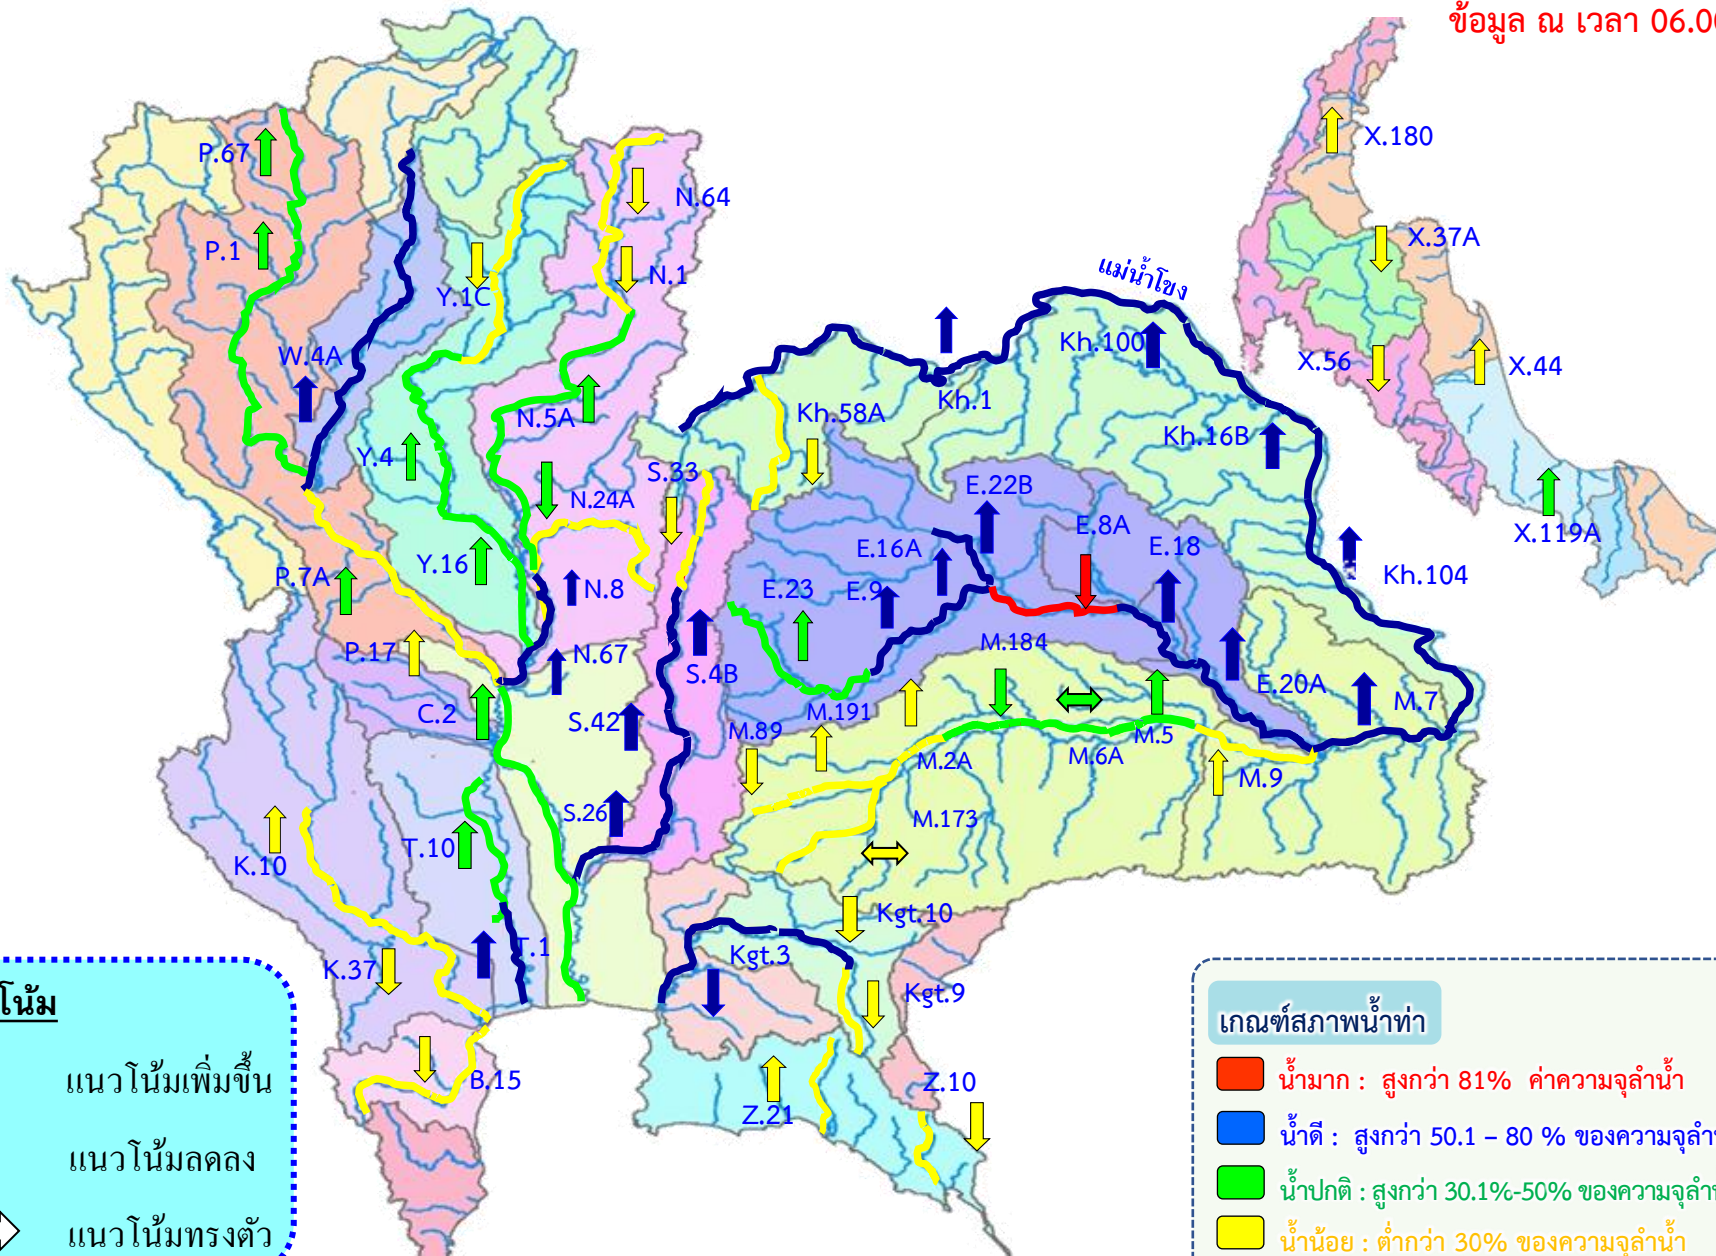 ข้อมูล ณ เวลา 06.00
X.180
P.67
N.64
P.1
X.37A
N.1
แม่น้ำโขง
Y.1C
W.4A
Kh.100
X.56
X.44
Kh.1
N.5A
Kh.58A
Kh.16B
Y.4
S.33
N.24A
E.22B
E.8A
X.119A
E.16A
E.18
Y.16
P.7A
N.8
E.23
E.9
Kh.104
P.17
N.67
M.184
S.4B
E.20A
C.2
S.42
M.89
M.191
M.7
M.2A
M.6A
M.5
M.9
S.26
M.173
T.10
K.10
Kgt.10
T.1
Kgt.3
K.37
Kgt.9
โน้ม
แนวโน้มเพิ่มขึ้น
แนวโน้มลดลง
แนวโน้มทรงตัว
B.15
Z.10
Z.21
เกณฑ์สภาพน้ำท่า
น้ำมาก : สูงกว่า 81% ค่าความจุลำน้ำ
น้ำดี : สูงกว่า 50.1 – 80 % ของความจุลำ
น้ำปกติ : สูงกว่า 30.1%-50% ของความจุลำ
น้ำน้อย : ต่ำกว่า 30% ของความจุลำน้ำ